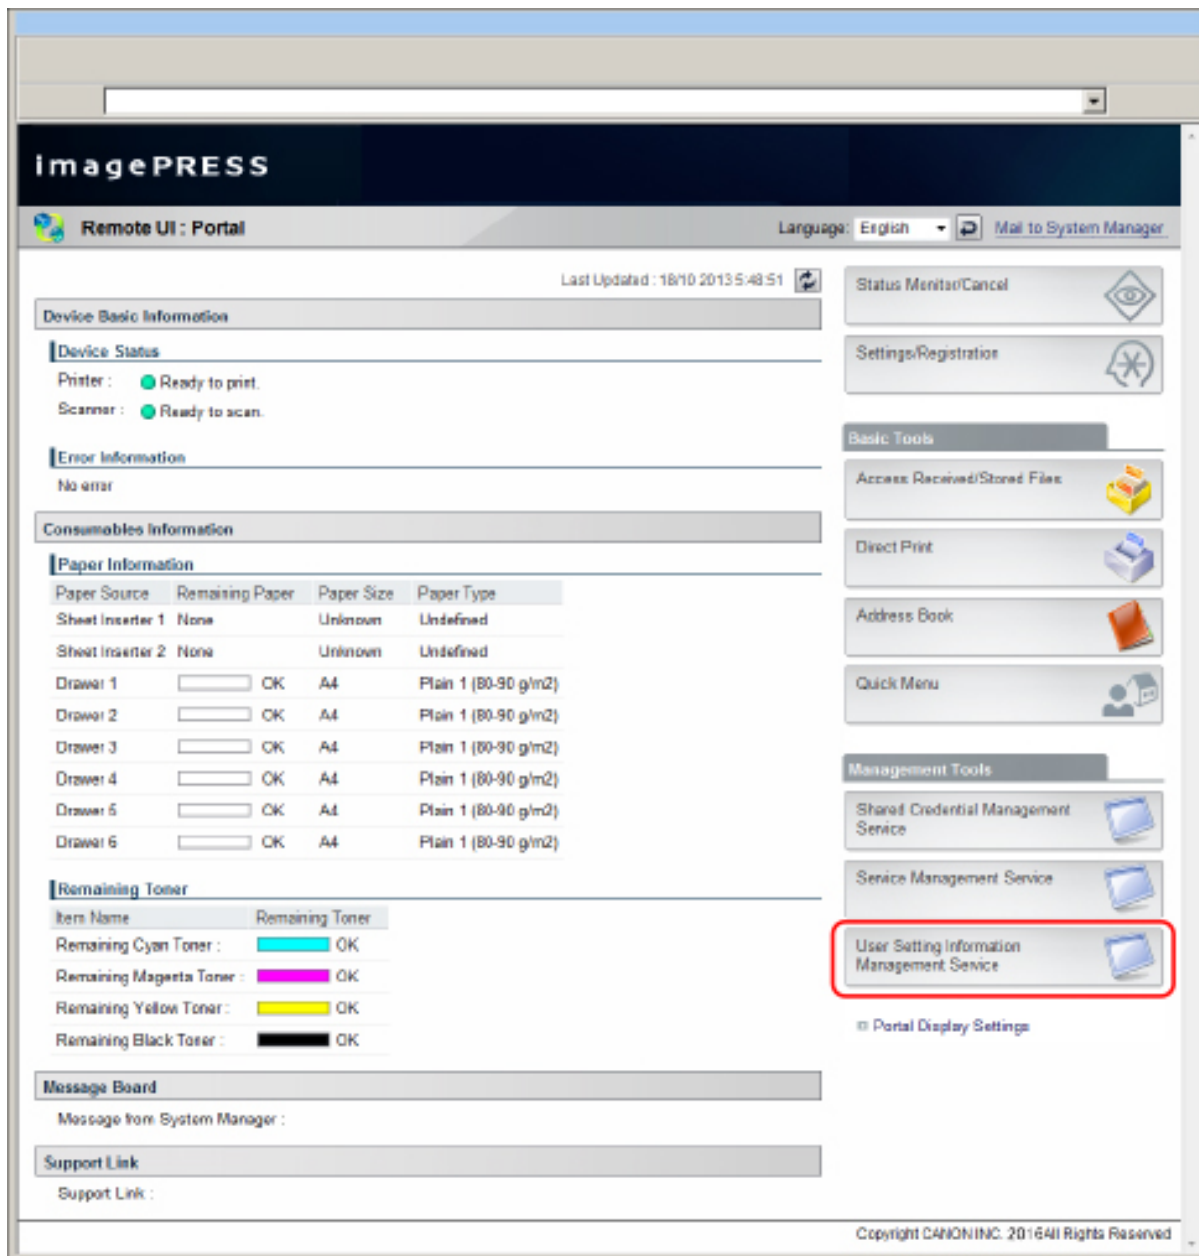 imagePRESS
Remote UI : Portal
Language: English Mail to System Manager
Last Updated : 18/10 2013 5:48:51
Device Basic Information
Device Status
Printer : Ready to print.
Scanner : Ready to scan.
Error Information
No error
Consumables Information
Paper Information
Paper Source Remaining Paper Paper Size Paper Type
Sheet Inserter 1 None Unknown Undefined
Sheet Inserter 2 None Unknown Undefined
Drawer 1 OK A4 Plain 1 (80-90 g/m2)
Drawer 2 OK A4 Plain 1 (80-90 g/m2)
Drawer 3 OK A4 Plain 1 (80-90 g/m2)
Drawer 4 OK A4 Plain 1 (80-90 g/m2)
Drawer 5 OK A4 Plain 1 (80-90 g/m2)
Drawer 6 OK A4 Plain 1 (80-90 g/m2)
Remaining Toner
Item Name Remaining Toner
Remaining Cyan Toner : OK
Remaining Magenta Toner : OK
Remaining Yellow Toner : OK
Remaining Black Toner : OK
Message Board
Message from System Manager :
Support Link
Support Link :
Status Monitor/Cancel
Settings/Registration
Basic Tools
Access Received/Stored Files
Direct Print
Address Book
Quick Menu
Management Tools
Shared Credential Management
Service
Service Management Service
User Setting Information
Management Service
Portal Display Settings
Copyright CANON INC. 2016All Rights Reserved